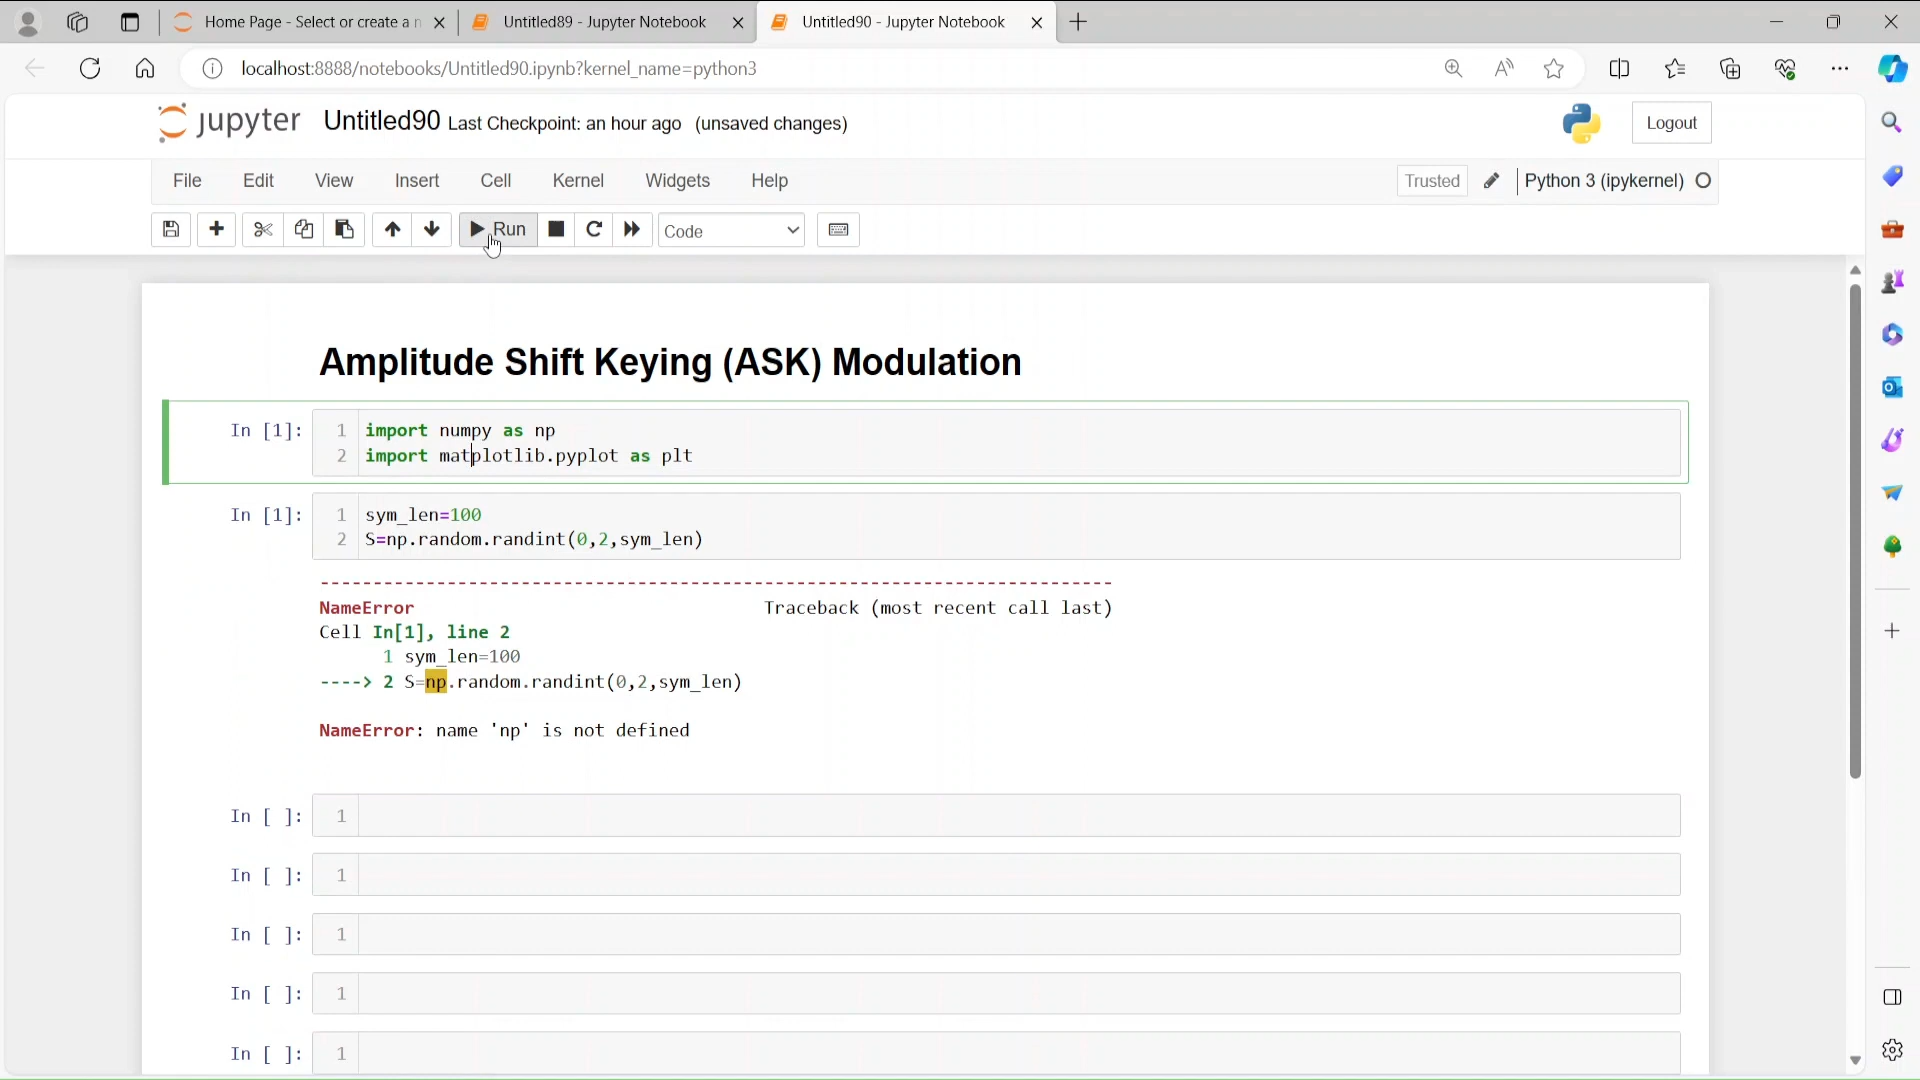 Home Page - Select or create a n
Untitled89 - Jupyter Notebook
Untitled90 - Jupyter Notebook
localhost:8888/notebooks/Untitled90.ipynb?kernel_name=python3
jupyter Untitled90 Last Checkpoint: an hour ago (unsaved changes)
Logout
File Edit View Insert Cell Kernel Widgets Help
Trusted Python 3 (ipykernel)
Run Code
Amplitude Shift Keying (ASK) Modulation
In [1]: 1 import numpy as np
2 import matplotlib.pyplot as plt
In [1]: 1 sym_len=100
2 S=np.random.randint(0,2,sym_len)
---------------------------------------------------------------------------
NameError Traceback (most recent call last)
Cell In[1], line 2
1 sym_len=100
----> 2 S=np.random.randint(0,2,sym_len)
NameError: name 'np' is not defined
In [ ]: 1
In [ ]: 1
In [ ]: 1
In [ ]: 1
In [ ]: 1